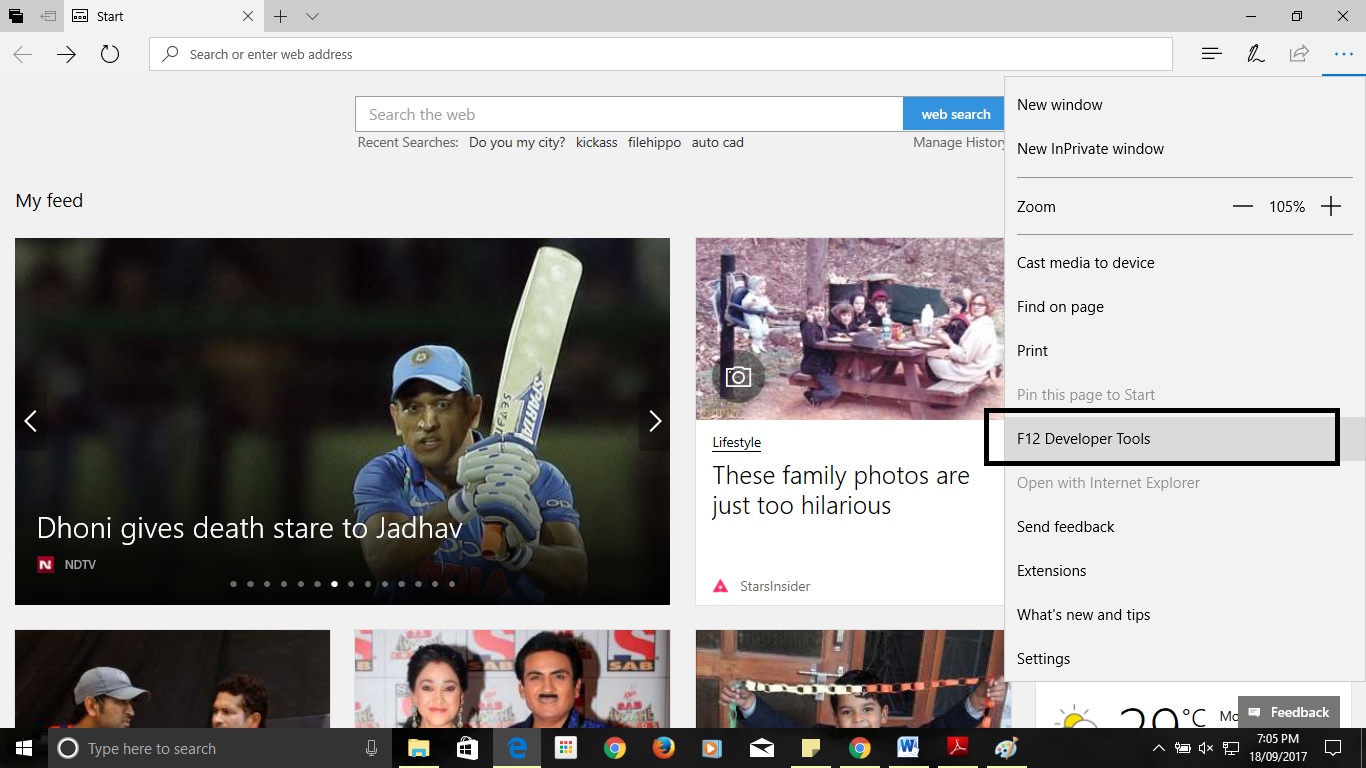 Start
Search or enter web address
Search the web
web search
Recent Searches: Do you my city? kickass filehippo auto cad
Manage History
My feed
SPARTAN
Dhoni gives death stare to Jadhav
N NDTV
Lifestyle
These family photos are
just too hilarious
StarsInsider
SAB
SAB
New window
New InPrivate window
Zoom 105%
Cast media to device
Find on page
Print
Pin this page to Start
F12 Developer Tools
Open with Internet Explorer
Send feedback
Extensions
What's new and tips
Settings
°C
Feedback
Type here to search
7:05 PM
18/09/2017